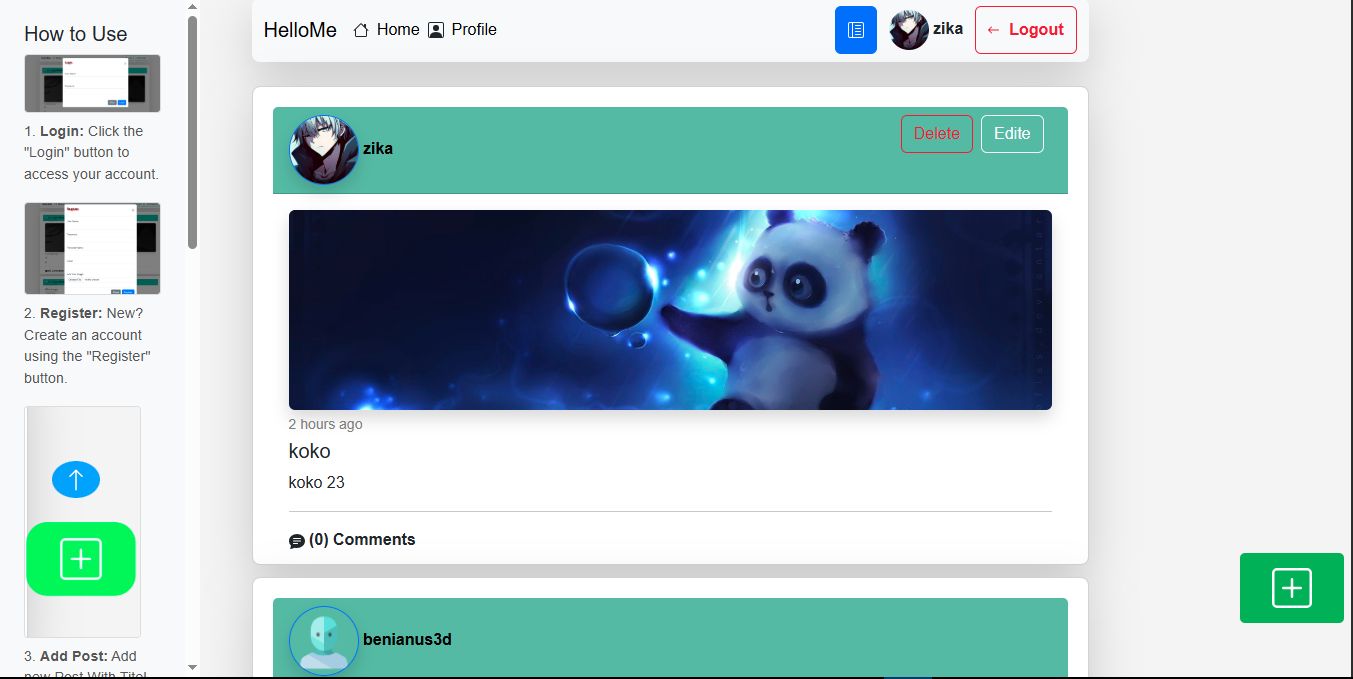 How to Use
1. Login: Click the
"Login" button to
access your account.
2. Register: New?
Create an account
using the "Register"
button.
3. Add Post: Add
new Post With Titel
HelloMe Home Profile
zika
← Logout
zika
Delete Edite
2 hours ago
koko
koko 23
(0) Comments
benianus3d